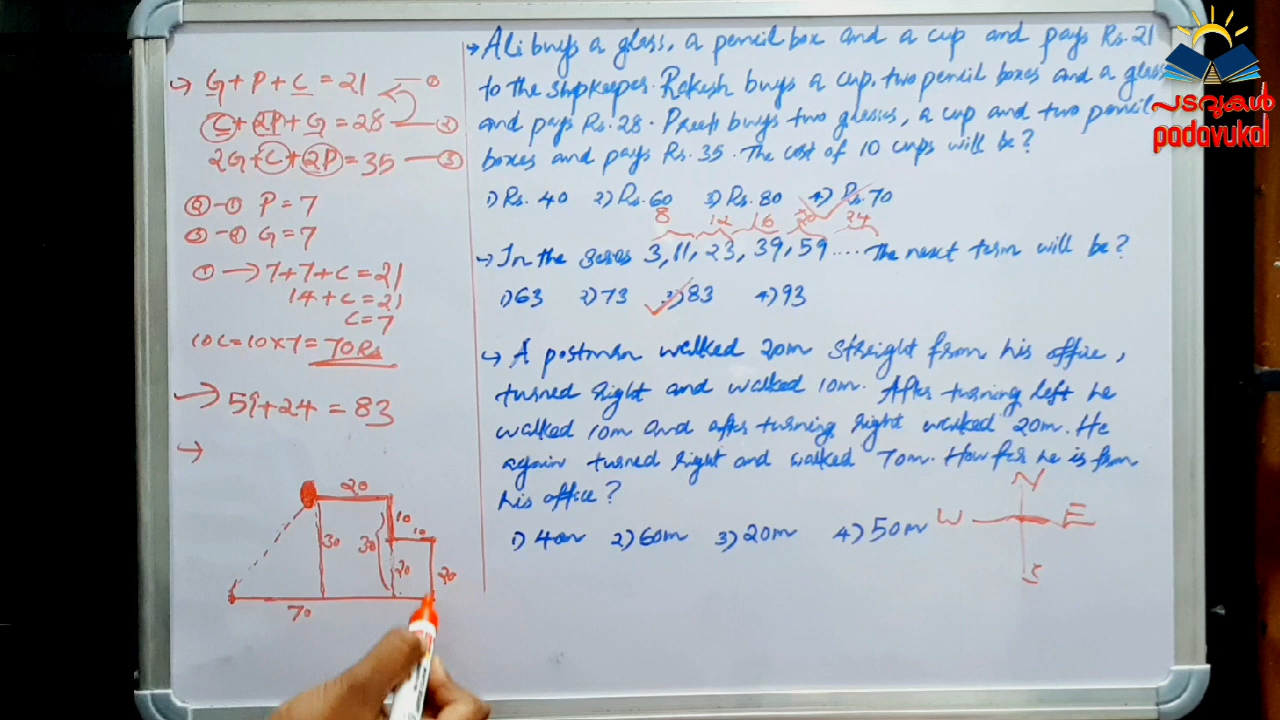 → Ali buys a glass, a pencil box and a cup and pays Rs. 21
to the shopkeeper. Rakesh buys a cup, two pencil boxes and a glass
and pays Rs. 28. Preeti buys two glasses, a cup and two pencil
boxes and pays Rs. 35. The cost of 10 cups will be?
1) Rs. 40 2) Rs. 60 3) Rs. 80 4) Rs. 70
8 12 16 20 24
→ In the series 3, 11, 23, 39, 59 .... The next term will be?
1) 63 2) 73 3) 83 4) 93
→ A postman walked 20m streight from his office,
turned right and walked 10m. After turning left he
walked 10m and after turning right walked 20m. He
again turned right and walked 70m. How far he is from
his office?
1) 40m 2) 60m 3) 20m 4) 50m
N
W E
S
→ G + P + C = 21 — ①
C + 2P + G = 28 — ②
2G + C + 2P = 35 — ③
② - ① P = 7
③ - ② G = 7
① → 7 + 7 + C = 21
14 + C = 21
C = 7
10C = 10 × 7 = 70 Rs
→ 59 + 24 = 83
→
20
10
10
30 30
20 20
70
പടവുകൾ
padavukal